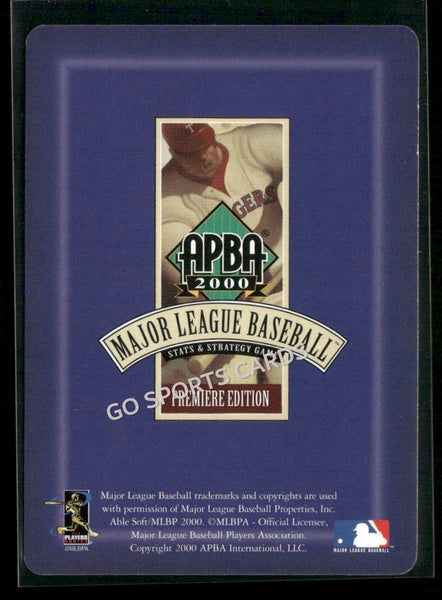 T
GERS
APBA®
2000
MAJOR LEAGUE BASEBALL™
STATS & STRATEGY GAME
GO SPORTS CARDS
PREMIERE EDITION
Major League Baseball trademarks and copyrights are used
with permission of Major League Baseball Properties, Inc.
Able Soft/MLBP 2000. ©MLBPA - Official Licensee,
Major League Baseball Players Association.
Copyright 2000 APBA International, LLC.
PLAYERS
©MLBPA
MAJOR LEAGUE BASEBALL™